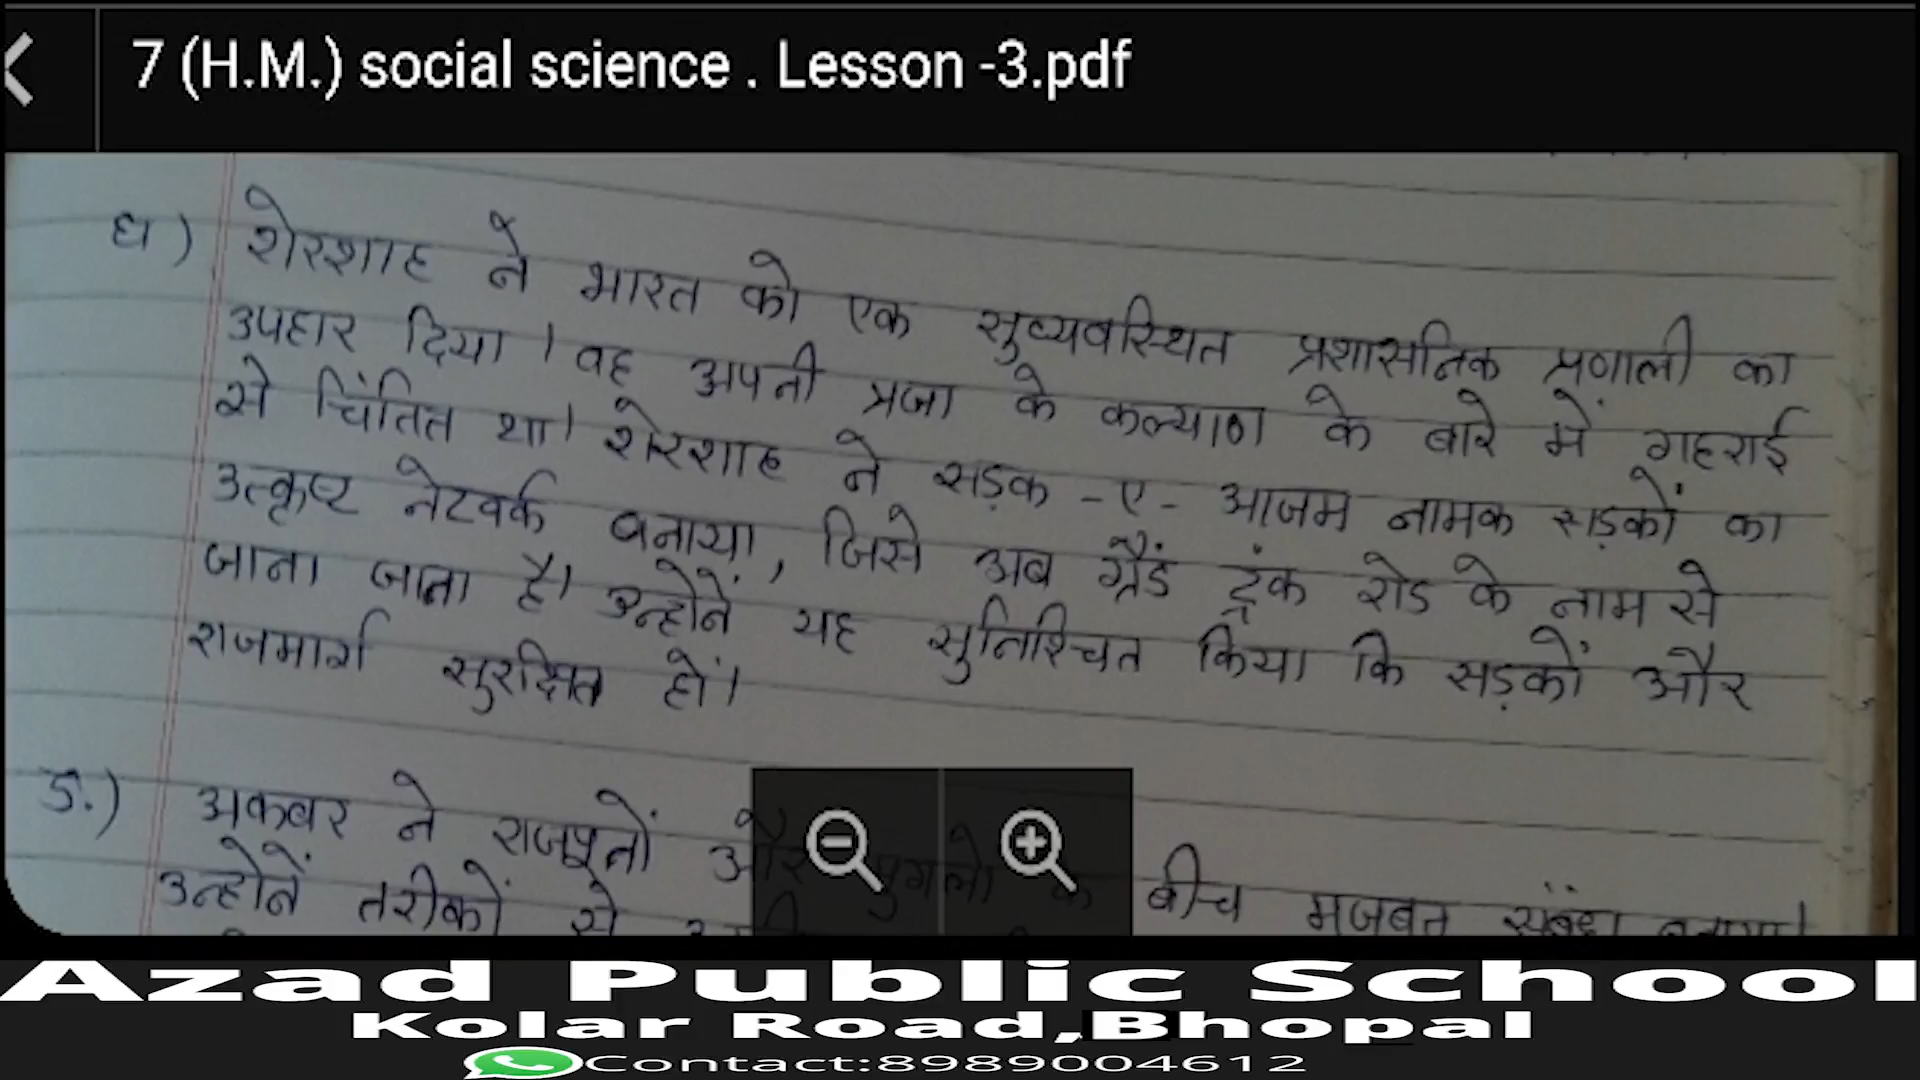 7 (H.M.) social science . Lesson -3.pdf
घ) शेरशाह ने भारत को एक सुव्यवस्थित प्रशासनिक प्रणाली का
उपहार दिया । वह अपनी प्रजा के कल्याण के बारे में गहराई
से चिंतित था। शेरशाह ने सड़क -ए- आजम नामक सड़कों का
उत्कृष्ट नेटवर्क बनाया, जिसे अब ग्रैंड ट्रंक रोड के नाम से
जाना जाता है। उन्होनें यह सुनिश्चित किया कि सड़कों और
राजमार्ग सुरक्षित हों।
ङ.) अकबर ने राजपूतों और मुगलो के बीच मजबूत संबंध बनाया।
उन्होनें तरीकों से
Azad Public School
Kolar Road,Bhopal
Contact:8989004612